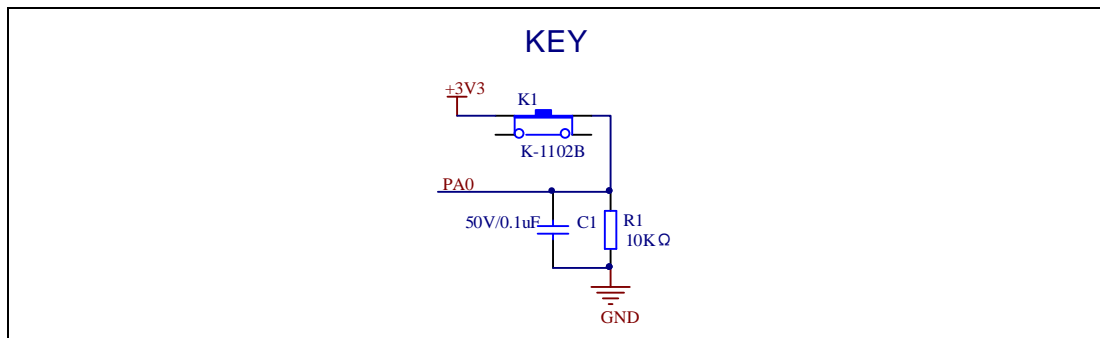 KEY
+3V3
K1
K-1102B
PA0
50V/0.1uF
C1
R1
10KΩ
GND